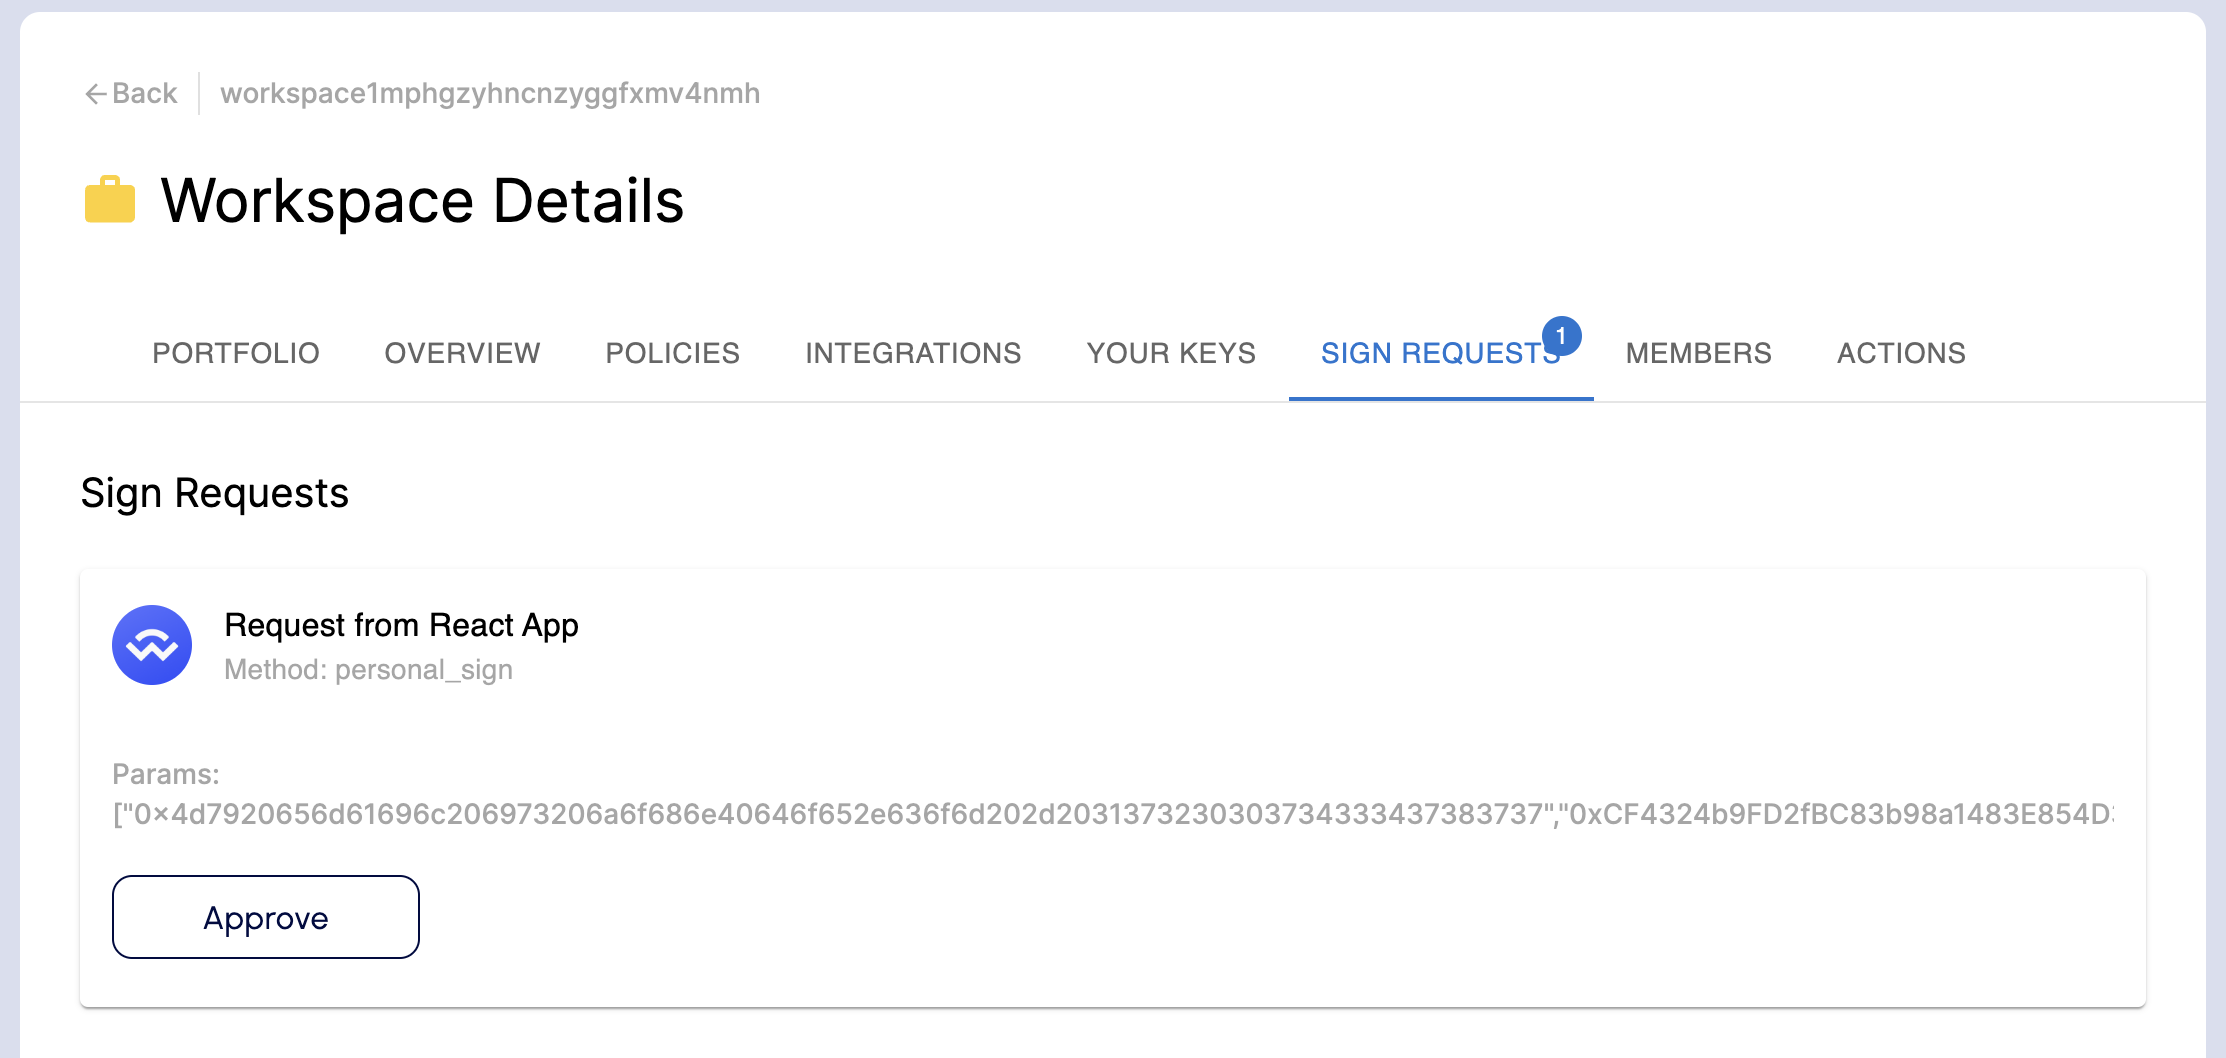 Back
workspace1mphgzyhncnzyggfxmv4nmh
Workspace Details
PORTFOLIO OVERVIEW POLICIES INTEGRATIONS YOUR KEYS SIGN REQUESTS 1 MEMBERS ACTIONS
Sign Requests
Request from React App
Method: personal_sign
Params:
["0x4d7920656d61696c206973206a6f686e40646f652e636f6d202d2031373230303734333437383737","0xCF4324b9FD2fBC83b98a1483E854D
Approve